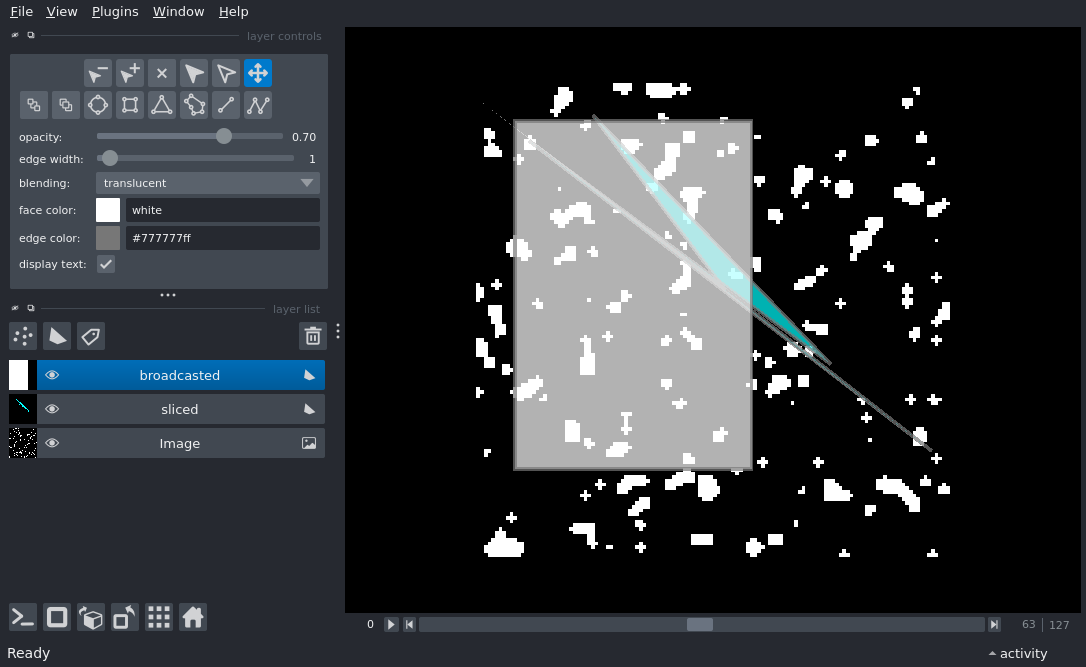 File View Plugins Window Help
layer controls
opacity: 0.70
edge width: 1
blending: translucent
face color: white
edge color: #777777ff
display text:
layer list
broadcasted
sliced
Image
0 63 127
Ready activity